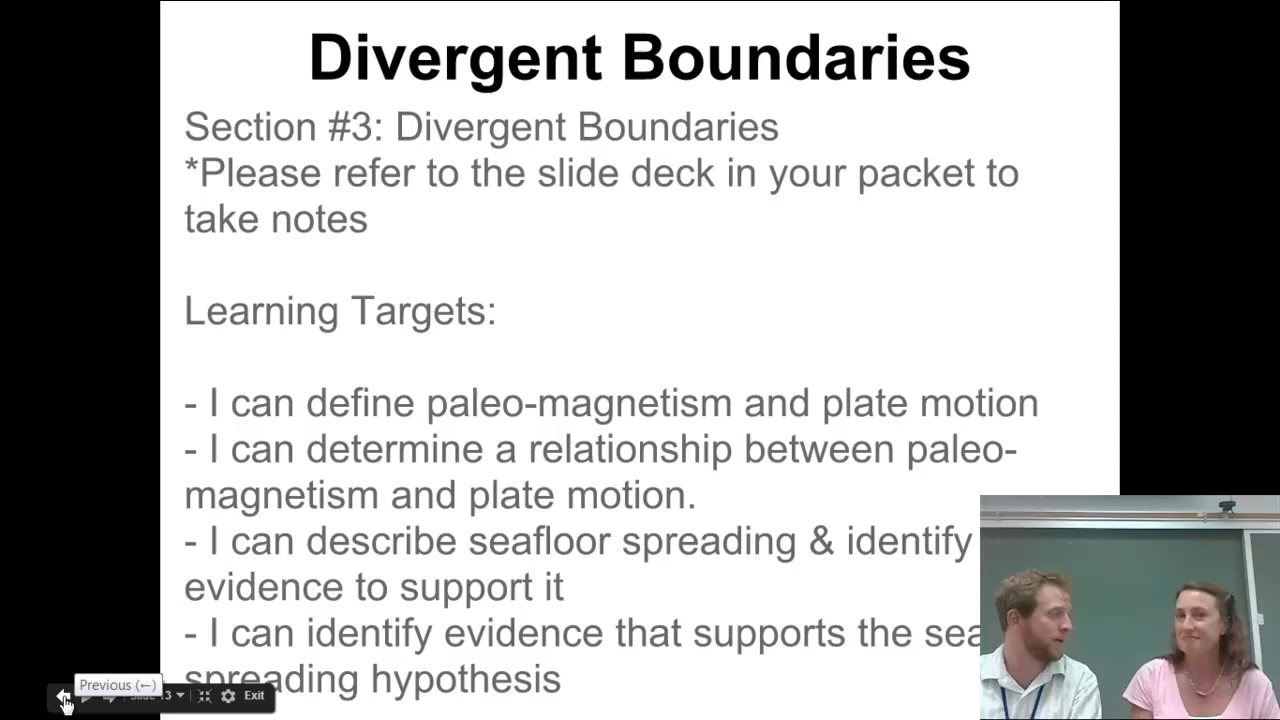 Divergent Boundaries
Section #3: Divergent Boundaries
*Please refer to the slide deck in your packet to
take notes
Learning Targets:
- I can define paleo-magnetism and plate motion
- I can determine a relationship between paleo-
magnetism and plate motion.
- I can describe seafloor spreading & identify
evidence to support it
- I can identify evidence that supports the sea
spreading hypothesis
Previous (←)
Exit